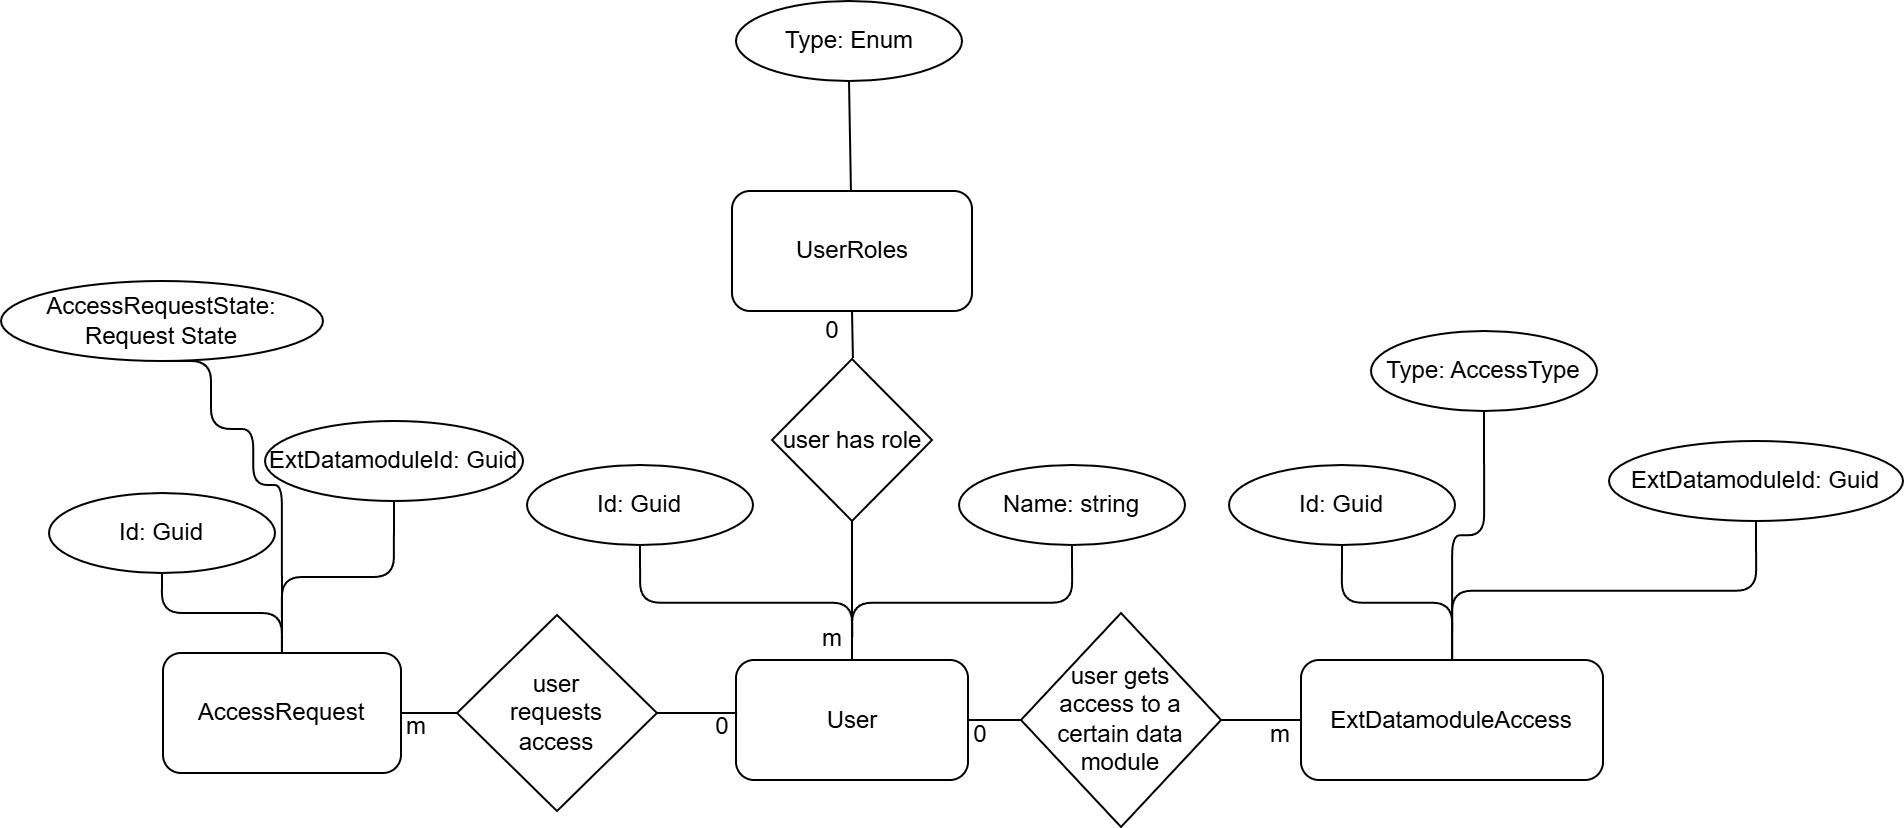 Type: Enum
UserRoles
0
AccessRequestState:
Request State
Type: AccessType
user has role
ExtDatamoduleId: Guid
ExtDatamoduleId: Guid
Id: Guid
Id: Guid
Name: string
Id: Guid
m
AccessRequest
m
user
requests
access
0
User
0
user gets
access to a
certain data
module
m
ExtDatamoduleAccess